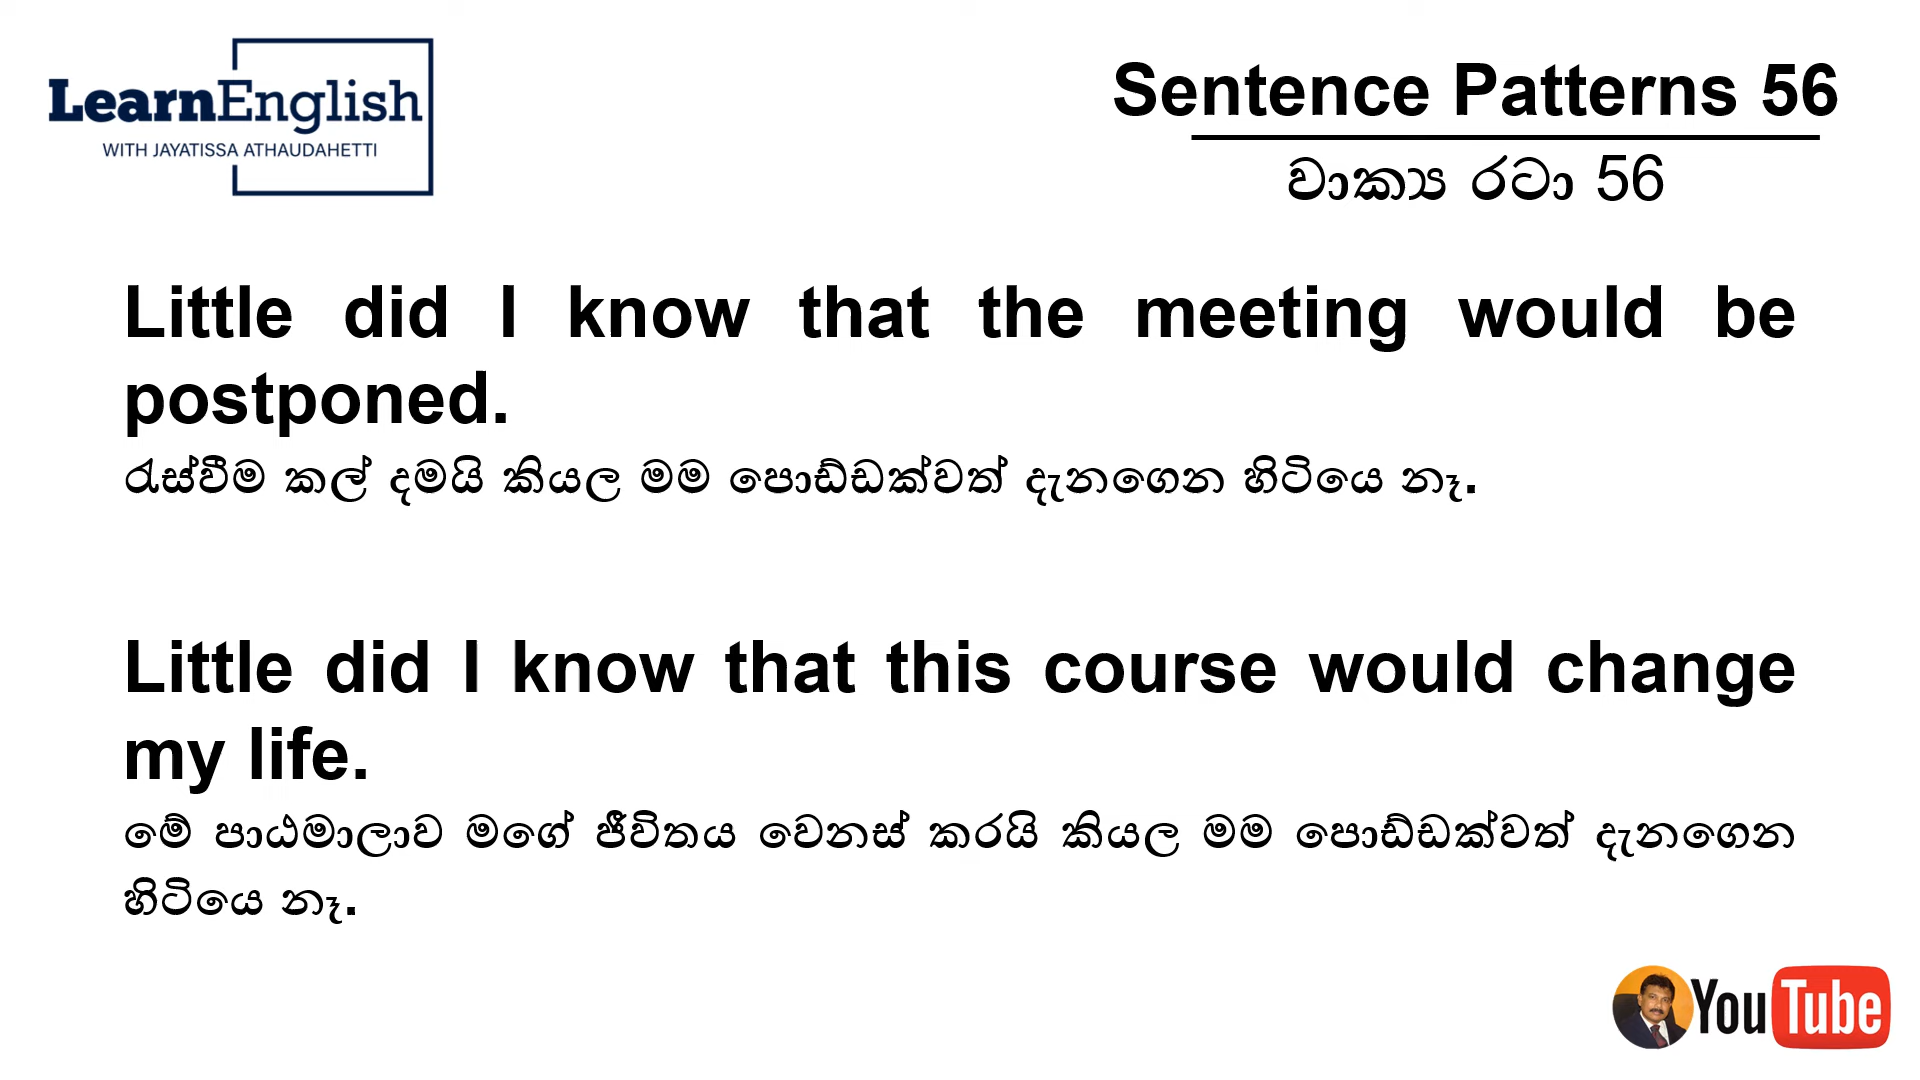 LearnEnglish
WITH JAYATISSA ATHAUDAHETTI
Sentence Patterns 56
වාක්‍ය රටා 56
Little did I know that the meeting would be
postponed.
රැස්වීම කල් දමයි කියල මම පොඩ්ඩක්වත් දැනගෙන හිටියෙ නෑ.
Little did I know that this course would change
my life.
මේ පාඨමාලාව මගේ ජීවිතය වෙනස් කරයි කියල මම පොඩ්ඩක්වත් දැනගෙන
හිටියෙ නෑ.
YouTube